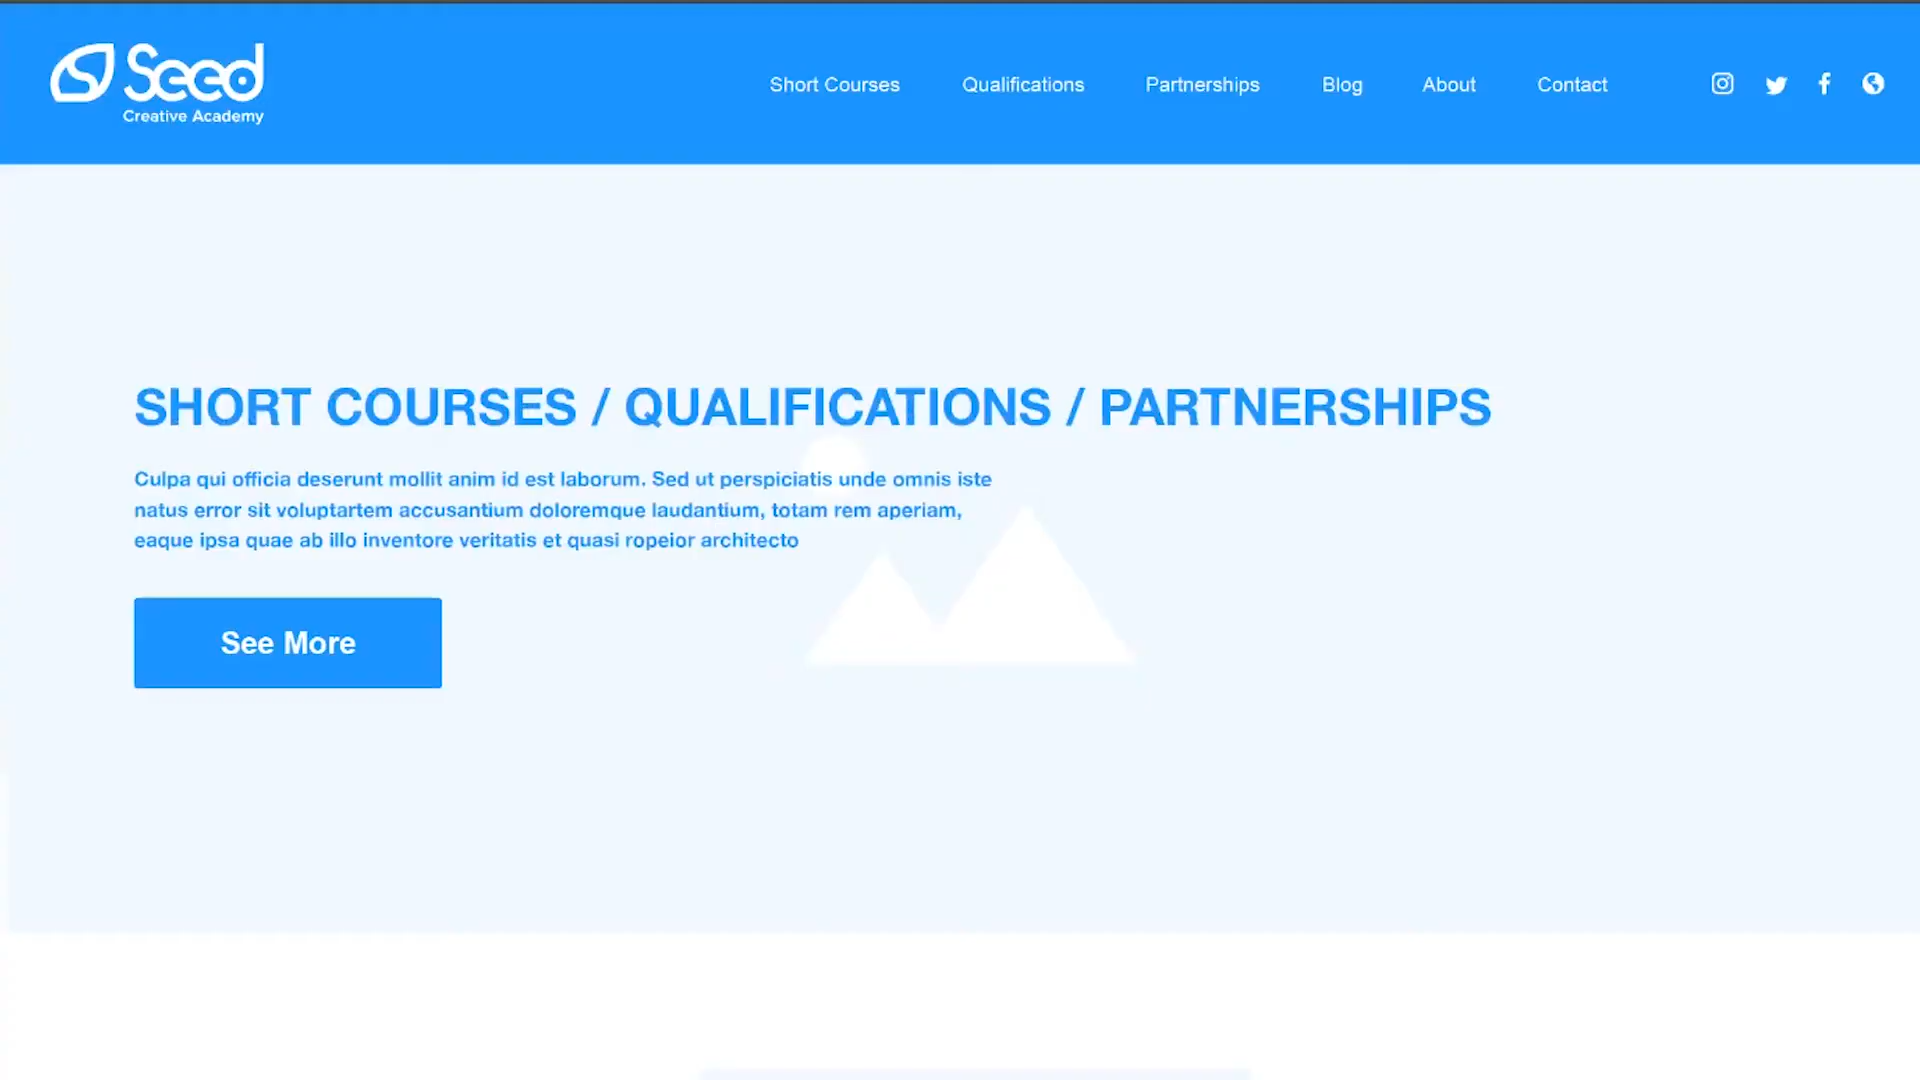 Seed
Creative Academy
Short Courses
Qualifications
Partnerships
Blog
About
Contact
SHORT COURSES / QUALIFICATIONS / PARTNERSHIPS
Culpa qui officia deserunt mollit anim id est laborum. Sed ut perspiciatis unde omnis iste
natus error sit voluptartem accusantium doloremque laudantium, totam rem aperiam,
eaque ipsa quae ab illo inventore veritatis et quasi ropeior architecto
See More